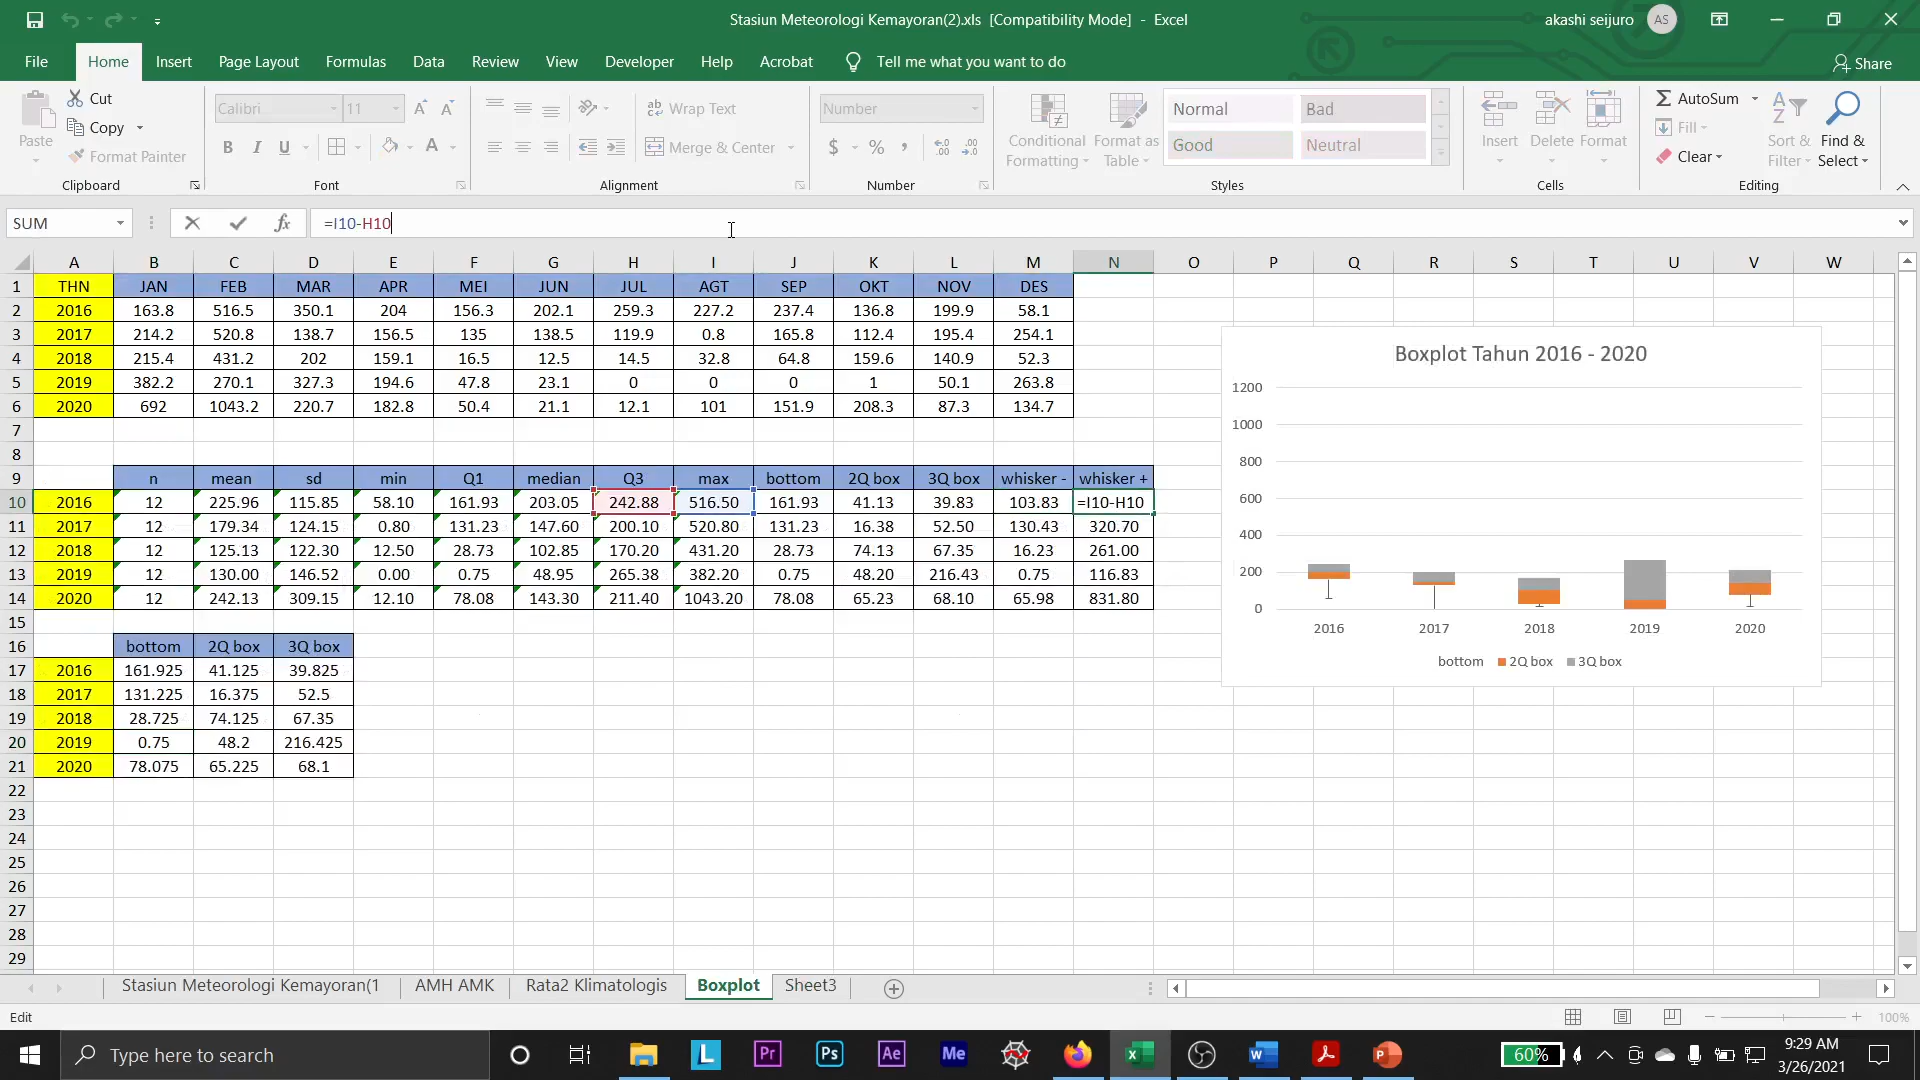 Stasiun Meteorologi Kemayoran(2).xls [Compatibility Mode] - Excel
akashi seijuro AS
File Home Insert Page Layout Formulas Data Review View Developer Help Acrobat Tell me what you want to do Share
Paste Cut Copy Format Painter
Calibri 11
B I U
Wrap Text
Merge & Center
Number
Conditional Formatting Format as Table
Normal Bad
Good Neutral
Insert Delete Format
AutoSum
Fill
Clear
Sort & Filter Find & Select
Clipboard Font Alignment Number Styles Cells Editing
SUM =I10-H10
A B C D E F G H I J K L M N O P Q R S T U V W
1 THN JAN FEB MAR APR MEI JUN JUL AGT SEP OKT NOV DES
2 2016 163.8 516.5 350.1 204 156.3 202.1 259.3 227.2 237.4 136.8 199.9 58.1
3 2017 214.2 520.8 138.7 156.5 135 138.5 119.9 0.8 165.8 112.4 195.4 254.1
4 2018 215.4 431.2 202 159.1 16.5 12.5 14.5 32.8 64.8 159.6 140.9 52.3
5 2019 382.2 270.1 327.3 194.6 47.8 23.1 0 0 0 1 50.1 263.8
6 2020 692 1043.2 220.7 182.8 50.4 21.1 12.1 101 151.9 208.3 87.3 134.7
7
8
9 n mean sd min Q1 median Q3 max bottom 2Q box 3Q box whisker - whisker +
10 2016 12 225.96 115.85 58.10 161.93 203.05 242.88 516.50 161.93 41.13 39.83 103.83 =I10-H10
11 2017 12 179.34 124.15 0.80 131.23 147.60 200.10 520.80 131.23 16.38 52.50 130.43 320.70
12 2018 12 125.13 122.30 12.50 28.73 102.85 170.20 431.20 28.73 74.13 67.35 16.23 261.00
13 2019 12 130.00 146.52 0.00 0.75 48.95 265.38 382.20 0.75 48.20 216.43 0.75 116.83
14 2020 12 242.13 309.15 12.10 78.08 143.30 211.40 1043.20 78.08 65.23 68.10 65.98 831.80
15
16 bottom 2Q box 3Q box
17 2016 161.925 41.125 39.825
18 2017 131.225 16.375 52.5
19 2018 28.725 74.125 67.35
20 2019 0.75 48.2 216.425
21 2020 78.075 65.225 68.1
22
23
24
25
26
27
28
29
Boxplot Tahun 2016 - 2020
1200
1000
800
600
400
200
0
2016 2017 2018 2019 2020
bottom 2Q box 3Q box
Stasiun Meteorologi Kemayoran(1 AMH AMK Rata2 Klimatologis Boxplot Sheet3
Edit 100%
Type here to search
L Pr Ps Ae Me
60%
9:29 AM
3/26/2021